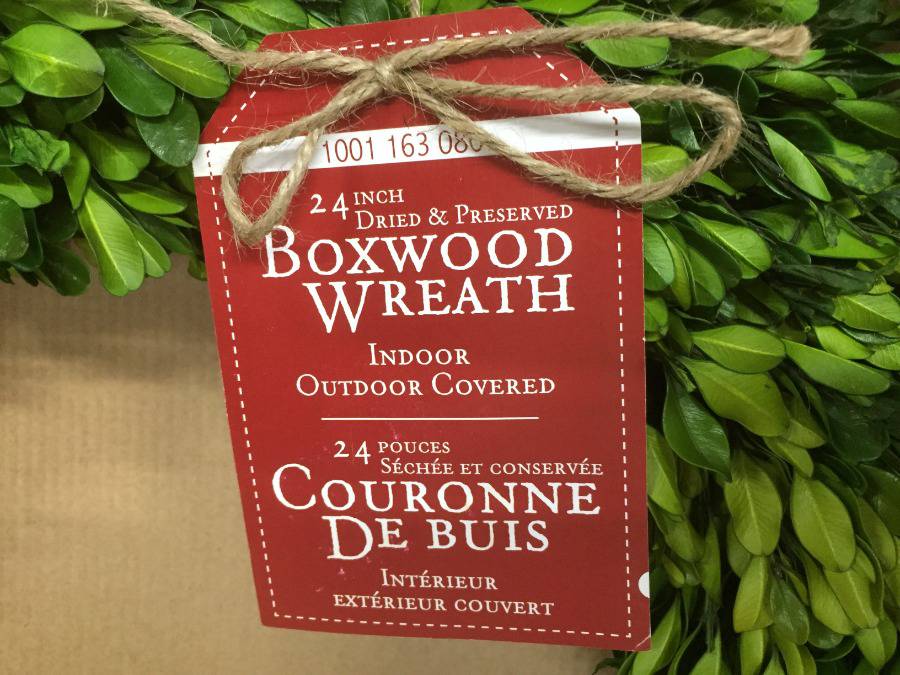 1001 163 080
24 INCH
DRIED & PRESERVED
BOXWOOD
WREATH
INDOOR
OUTDOOR COVERED
24 POUCES
SÉCHÉE ET CONSERVÉE
COURONNE
DE BUIS
INTÉRIEUR
EXTÉRIEUR COUVERT